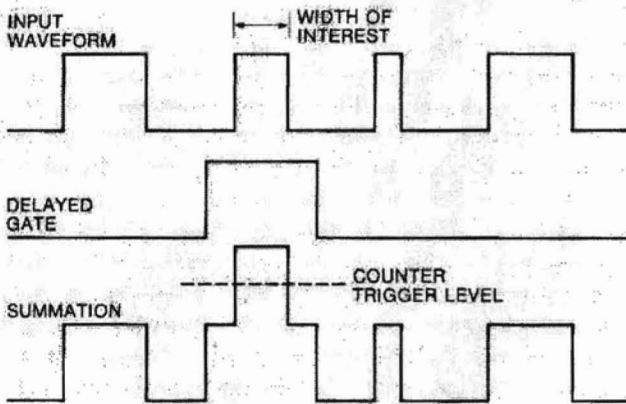 INPUT
WAVEFORM
WIDTH OF
INTEREST
DELAYED
GATE
COUNTER
TRIGGER LEVEL
SUMMATION